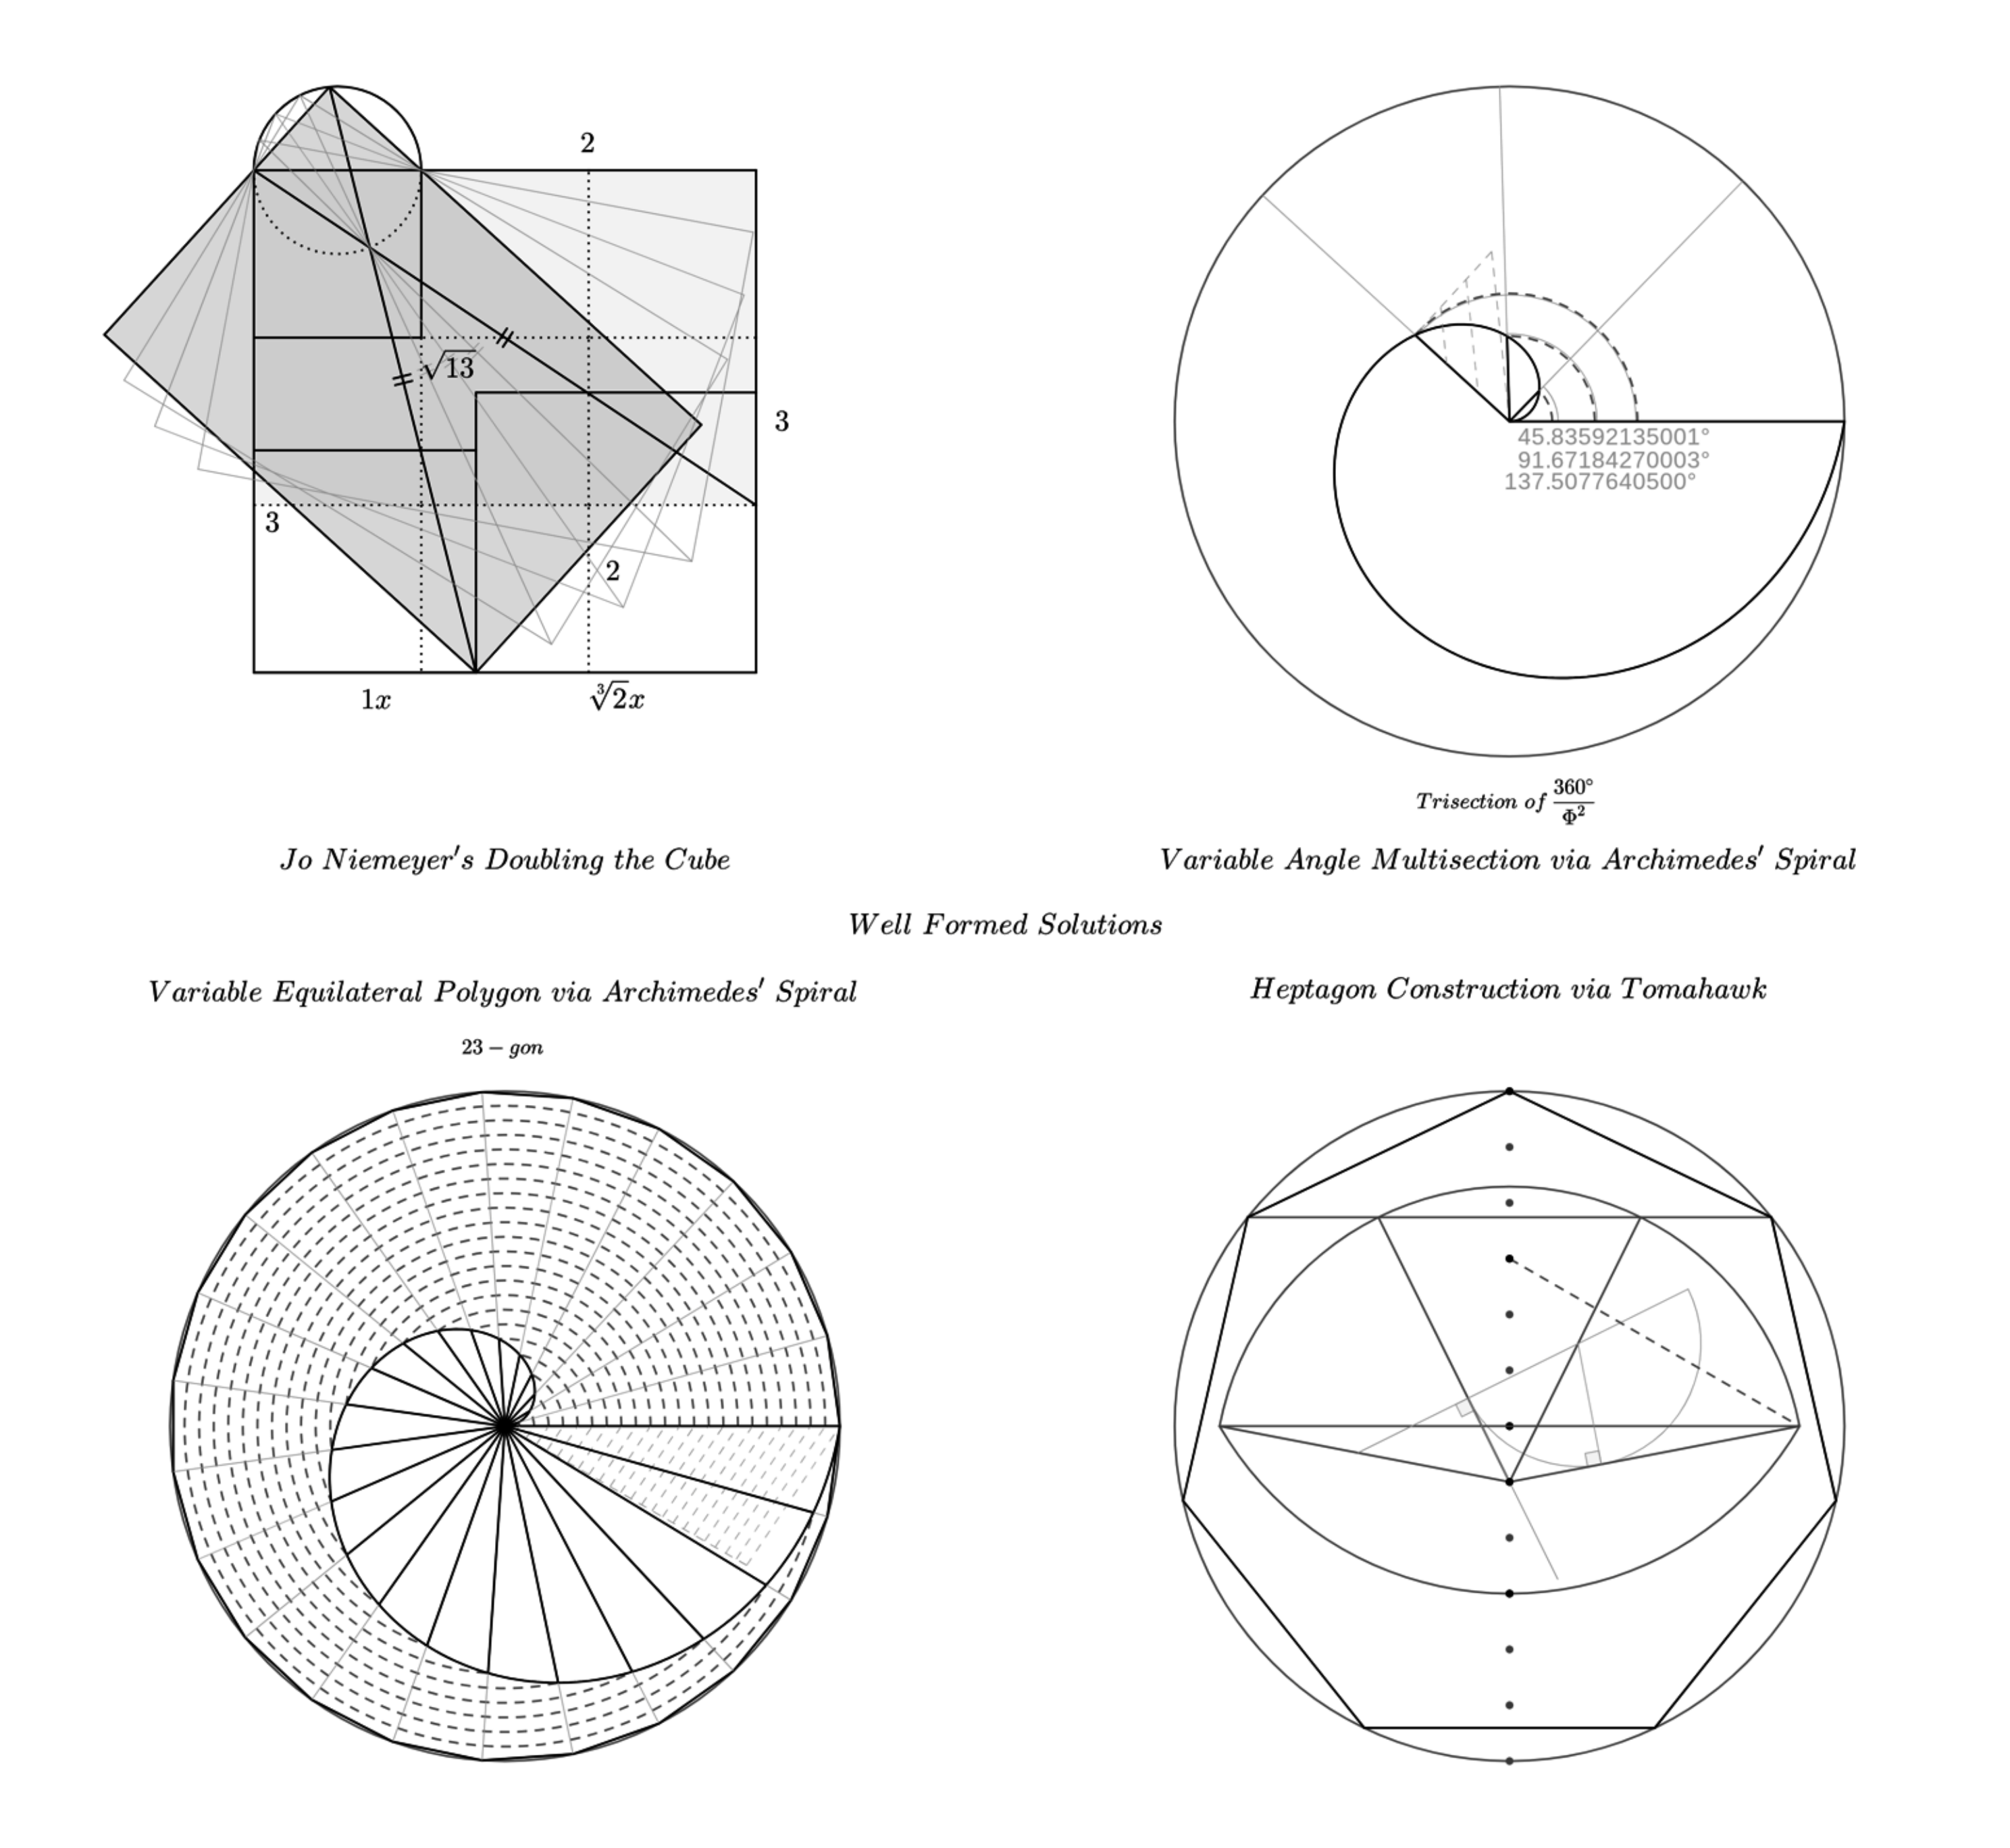 2
√13
3
3
2
1x
∛2x
45.83592135001°
91.67184270003°
137.5077640500°
Trisection of 360°/Φ²
Jo Niemeyer's Doubling the Cube
Variable Angle Multisection via Archimedes' Spiral
Well Formed Solutions
Variable Equilateral Polygon via Archimedes' Spiral
Heptagon Construction via Tomahawk
23 – gon